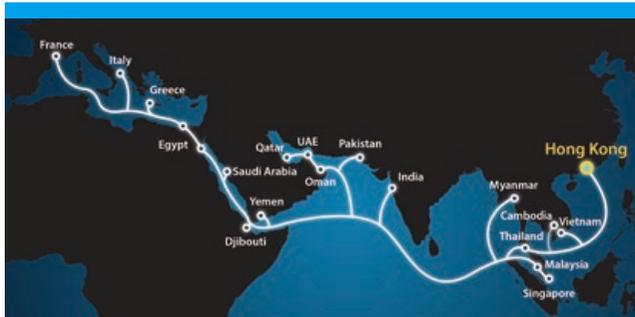 France
Italy
Greece
Egypt
Qatar
UAE
Pakistan
Saudi Arabia
Oman
India
Yemen
Djibouti
Hong Kong
Myanmar
Cambodia
Vietnam
Thailand
Malaysia
Singapore